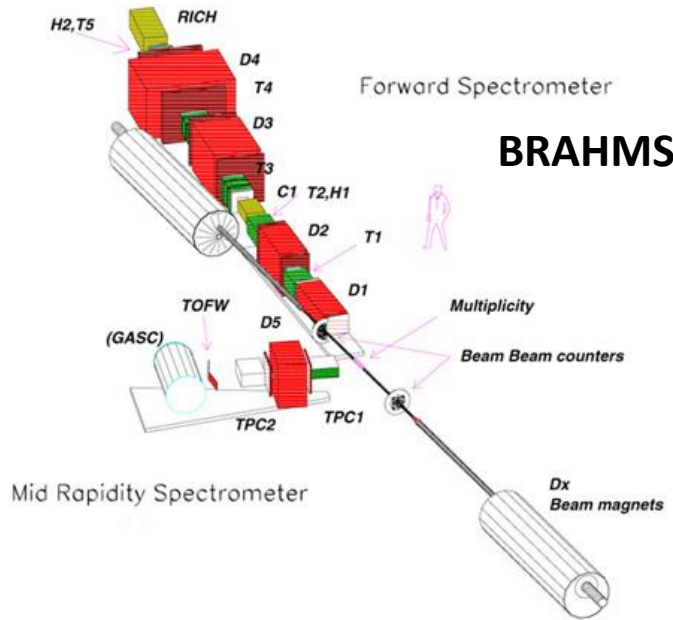 H2,T5
RICH
D4
T4
Forward Spectrometer
D3
BRAHMS
T3
C1 T2,H1
D2
T1
D1
TOFW
D5
Multiplicity
(GASC)
Beam Beam counters
TPC2
TPC1
Mid Rapidity Spectrometer
Dx
Beam magnets